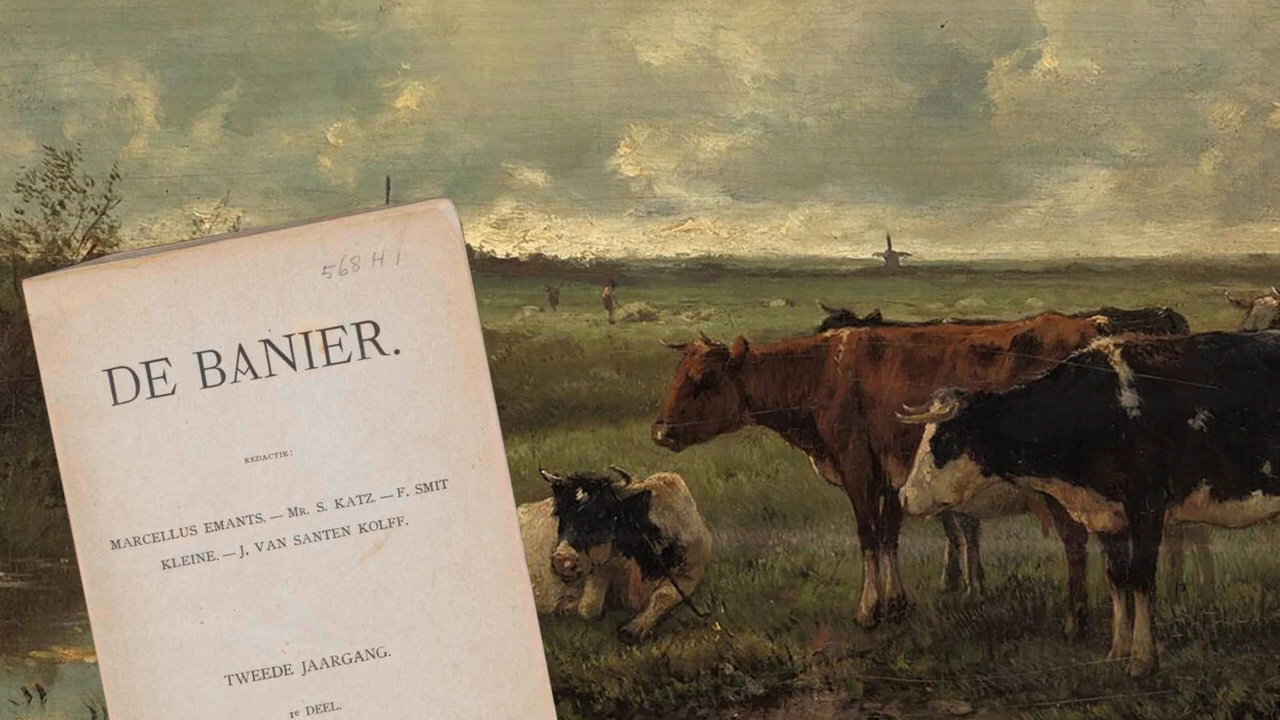 568 H 1
DE BANIER.
REDACTIE:
MARCELLUS EMANTS. — MR. S. KATZ. — F. SMIT
KLEINE. — J. VAN SANTEN KOLFF.
TWEEDE JAARGANG.
1e DEEL.